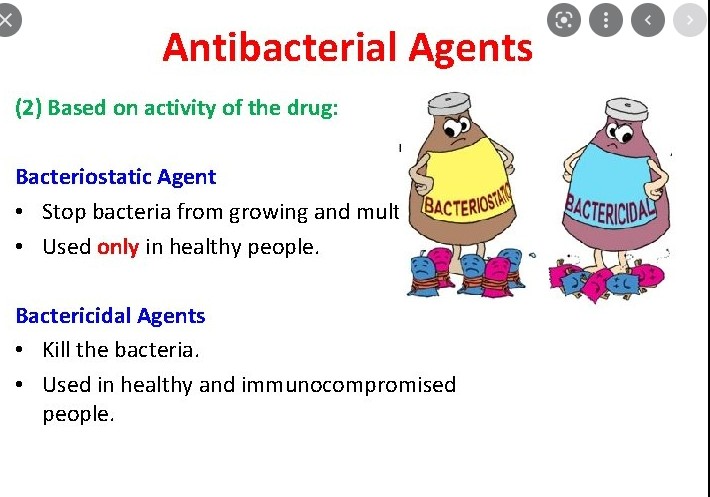 Antibacterial Agents
(2) Based on activity of the drug:
Bacteriostatic Agent
• Stop bacteria from growing and mult
• Used only in healthy people.
Bactericidal Agents
• Kill the bacteria.
• Used in healthy and immunocompromised
people.
BACTERIOSTATIC
BACTERICIDAL